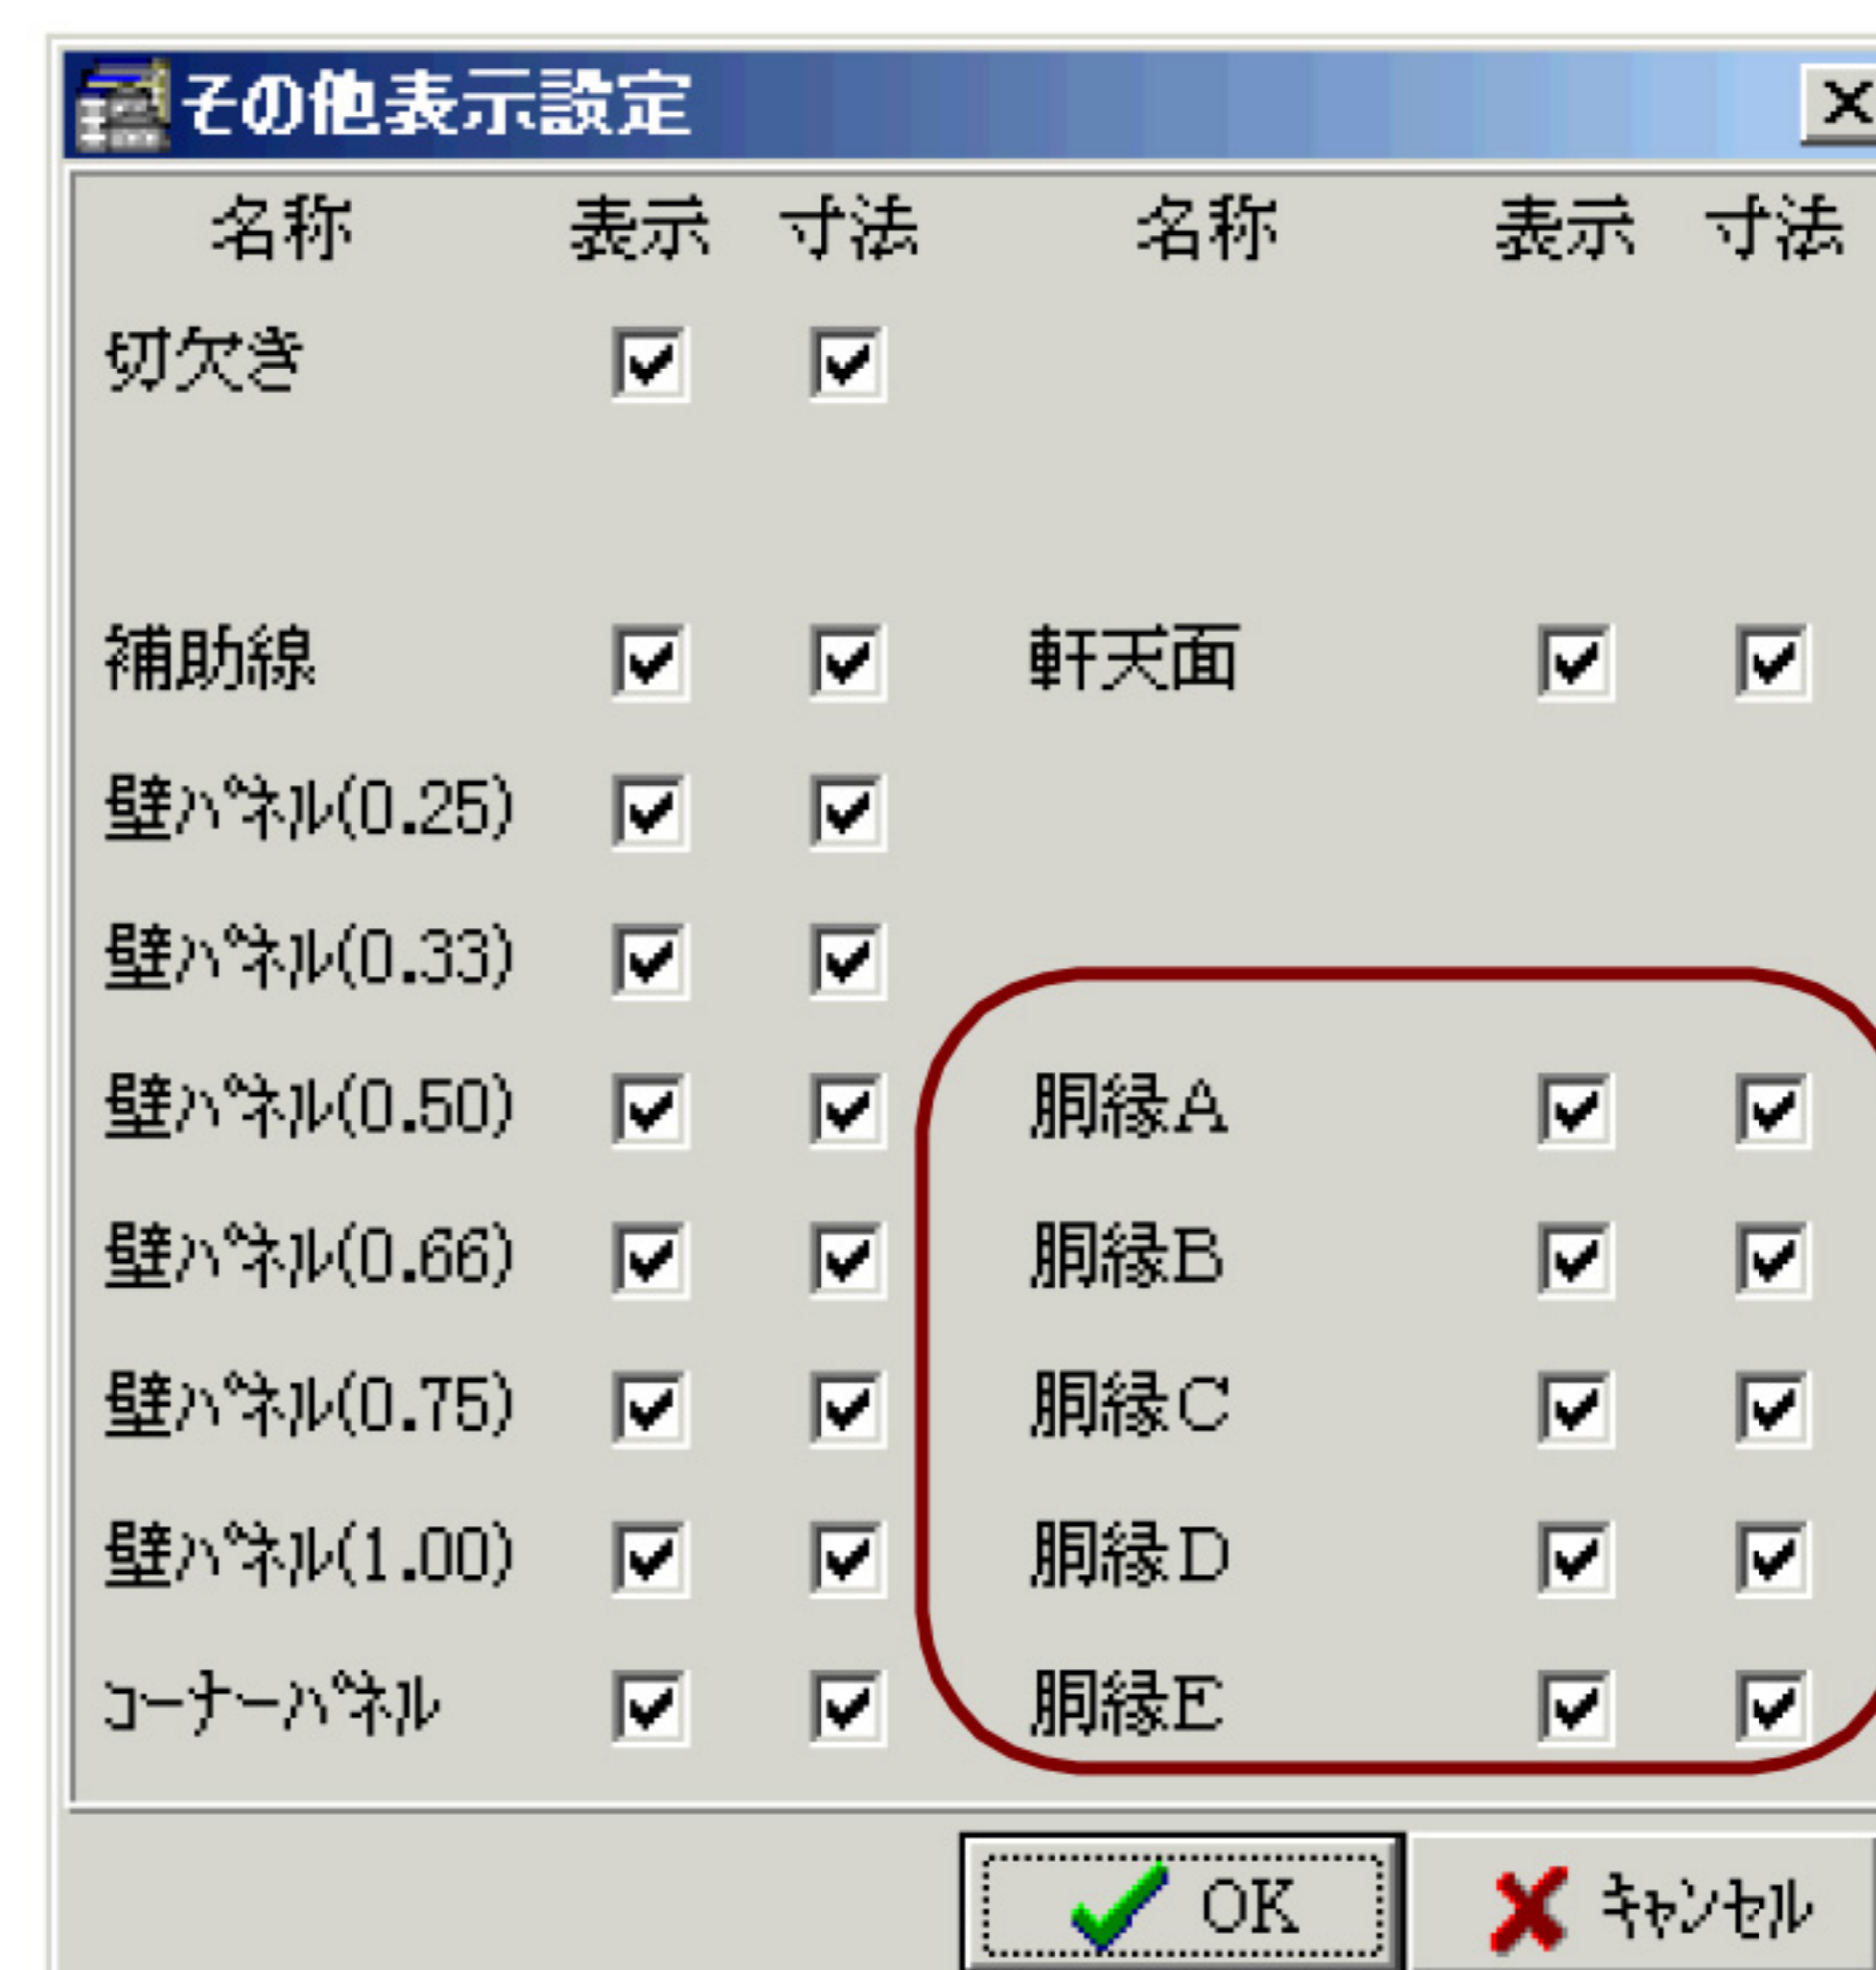 その他表示設定
名称 表示 寸法 名称 表示 寸法
切欠き
補助線 軒天面
壁ﾊﾟﾈﾙ(0.25)
壁ﾊﾟﾈﾙ(0.33)
壁ﾊﾟﾈﾙ(0.50) 胴縁A
壁ﾊﾟﾈﾙ(0.66) 胴縁B
壁ﾊﾟﾈﾙ(0.75) 胴縁C
壁ﾊﾟﾈﾙ(1.00) 胴縁D
ｺｰﾅｰﾊﾟﾈﾙ 胴縁E
OK ｷｬﾝｾﾙ